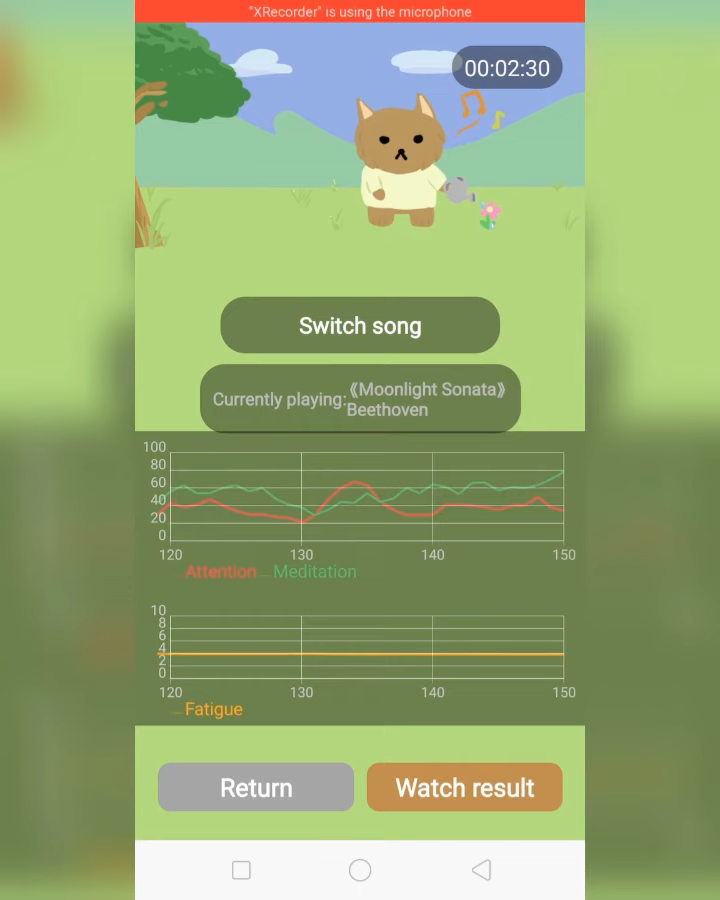 "XRecorder" is using the microphone
00:02:30
Switch song
Currently playing:
《Moonlight Sonata》
Beethoven
100
80
60
40
20
0
120 130 140 150
Attention Meditation
10
8
6
4
2
0
120 130 140 150
Fatigue
Return Watch result